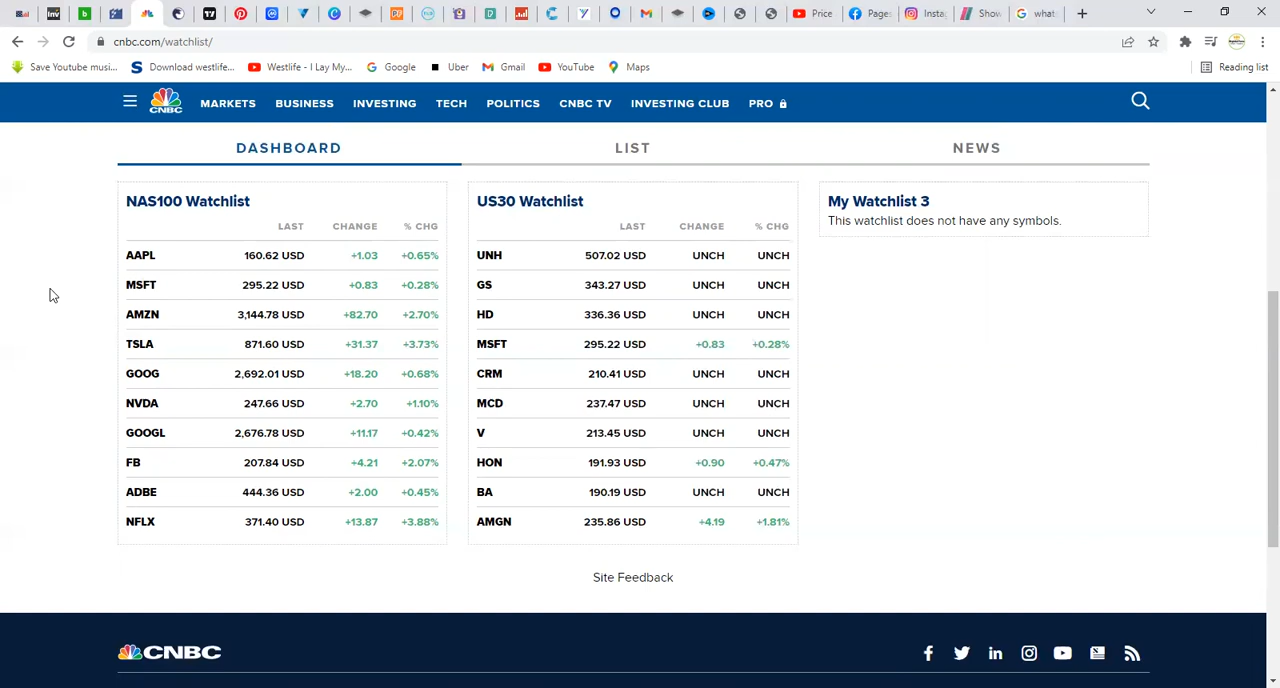 Price
Pages
Insta
Show
what
cnbc.com/watchlist/
Save Youtube musi...
Download westlife...
Westlife - I Lay My...
Google
Uber
Gmail
YouTube
Maps
Reading list
CNBC
MARKETS
BUSINESS
INVESTING
TECH
POLITICS
CNBC TV
INVESTING CLUB
PRO
DASHBOARD
LIST
NEWS
NAS100 Watchlist
LAST CHANGE % CHG
AAPL 160.62 USD +1.03 +0.65%
MSFT 295.22 USD +0.83 +0.28%
AMZN 3,144.78 USD +82.70 +2.70%
TSLA 871.60 USD +31.37 +3.73%
GOOG 2,692.01 USD +18.20 +0.68%
NVDA 247.66 USD +2.70 +1.10%
GOOGL 2,676.78 USD +11.17 +0.42%
FB 207.84 USD +4.21 +2.07%
ADBE 444.36 USD +2.00 +0.45%
NFLX 371.40 USD +13.87 +3.88%
US30 Watchlist
LAST CHANGE % CHG
UNH 507.02 USD UNCH UNCH
GS 343.27 USD UNCH UNCH
HD 336.36 USD UNCH UNCH
MSFT 295.22 USD +0.83 +0.28%
CRM 210.41 USD UNCH UNCH
MCD 237.47 USD UNCH UNCH
V 213.45 USD UNCH UNCH
HON 191.93 USD +0.90 +0.47%
BA 190.19 USD UNCH UNCH
AMGN 235.86 USD +4.19 +1.81%
My Watchlist 3
This watchlist does not have any symbols.
Site Feedback
CNBC